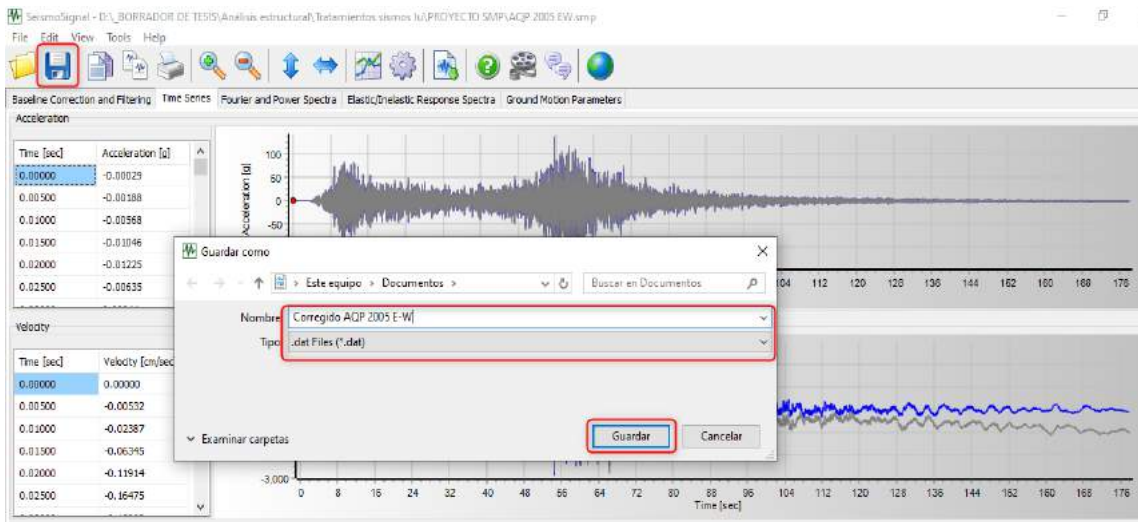 SeismoSignal - D:\_BORRADOR DE TESIS\Análisis estructural\Tratamientos sismos Is\PROYECTO SMP\AQP 2005 EW.smp
File Edit View Tools Help
Baseline Correction and Filtering Time Series Fourier and Power Spectra Elastic/Inelastic Response Spectra Ground Motion Parameters
Acceleration
Time [sec] Acceleration [g]
0.00000 -0.00029
0.00500 -0.00188
0.01000 -0.00568
0.01500 -0.01046
0.02000 -0.01225
0.02500 -0.00635
Acceleration [g]
100
50
0
-50
104 112 120 128 136 144 152 160 168 176
Guardar como
Este equipo > Documentos >
Buscar en Documentos
Nombre Corregido AQP 2005 E-W
Tipo .dat Files (*.dat)
Examinar carpetas
Guardar Cancelar
Velocity
Time [sec] Velocity [cm/sec
0.00000 0.00000
0.00500 -0.00532
0.01000 -0.02387
0.01500 -0.06345
0.02000 -0.11914
0.02500 -0.16475
-3,000
0 8 16 24 32 40 48 56 64 72 80 88 96 104 112 120 128 136 144 152 160 168 176
Time [sec]